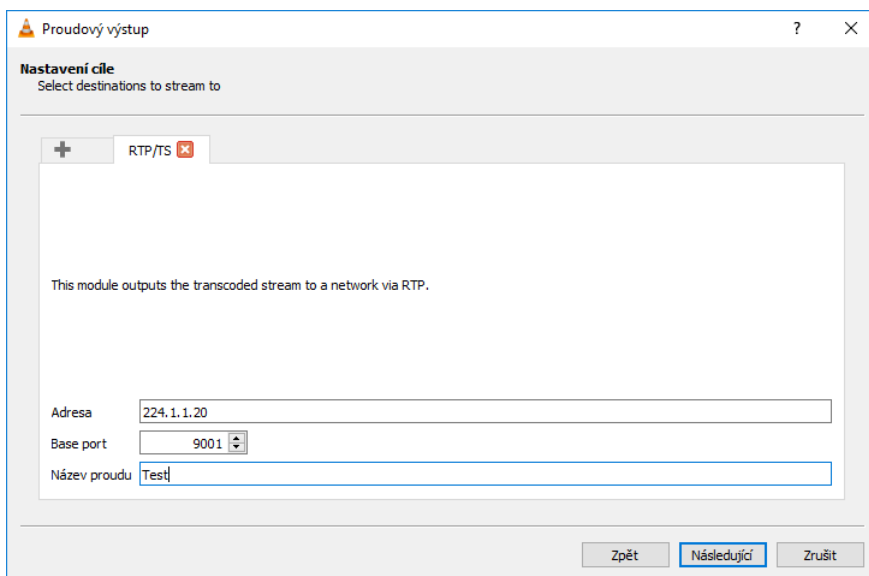 Proudový výstup
Nastavení cíle
Select destinations to stream to
RTP/TS
This module outputs the transcoded stream to a network via RTP.
Adresa 224.1.1.20
Base port 9001
Název proudu Test
Zpět Následující Zrušit